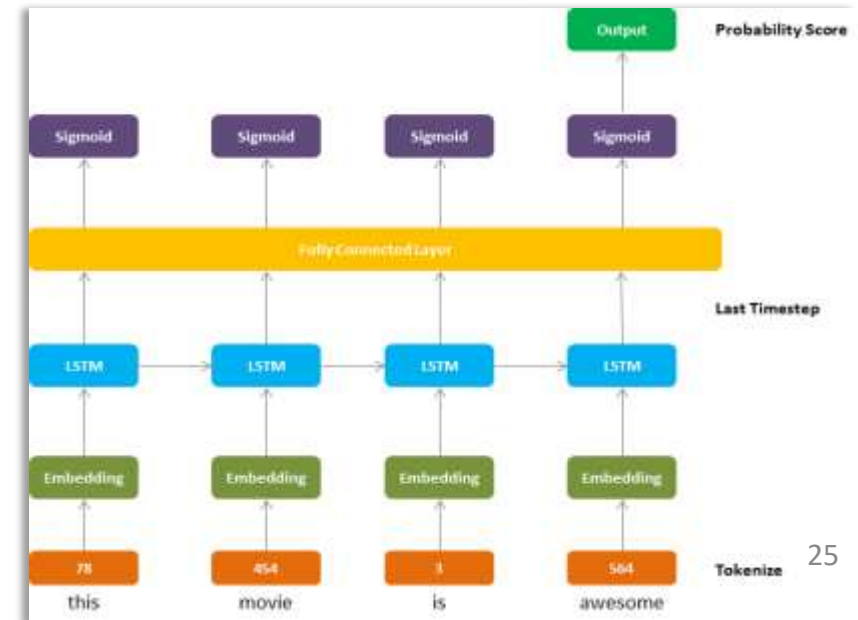 Output Probability Score
Sigmoid Sigmoid Sigmoid Sigmoid
Fully Connected Layer
Last Timestep
LSTM LSTM LSTM LSTM
Embedding Embedding Embedding Embedding
78 454 3 564 Tokenize 25
this movie is awesome